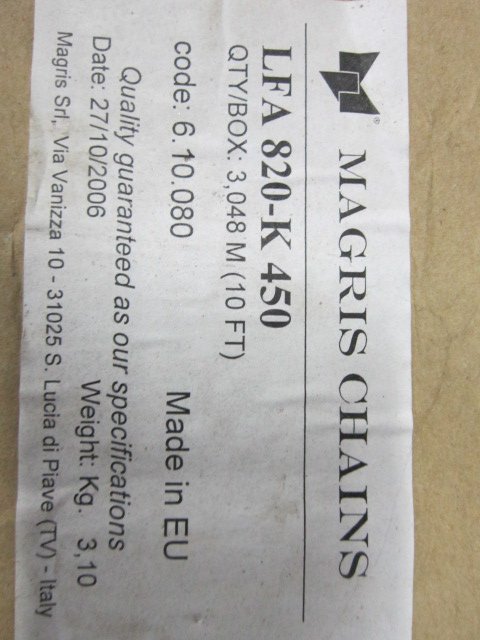 MAGRIS CHAINS
LFA 820-K 450
QTY/BOX: 3,048 M (10 FT)
code: 6.10.080 Made in EU
Quality guaranteed as our specifications
Date: 27/10/2006 Weight: Kg. 3,10
Magris Srl, Via Vanizza 10 - 31025 S. Lucia di Piave (TV) - Italy